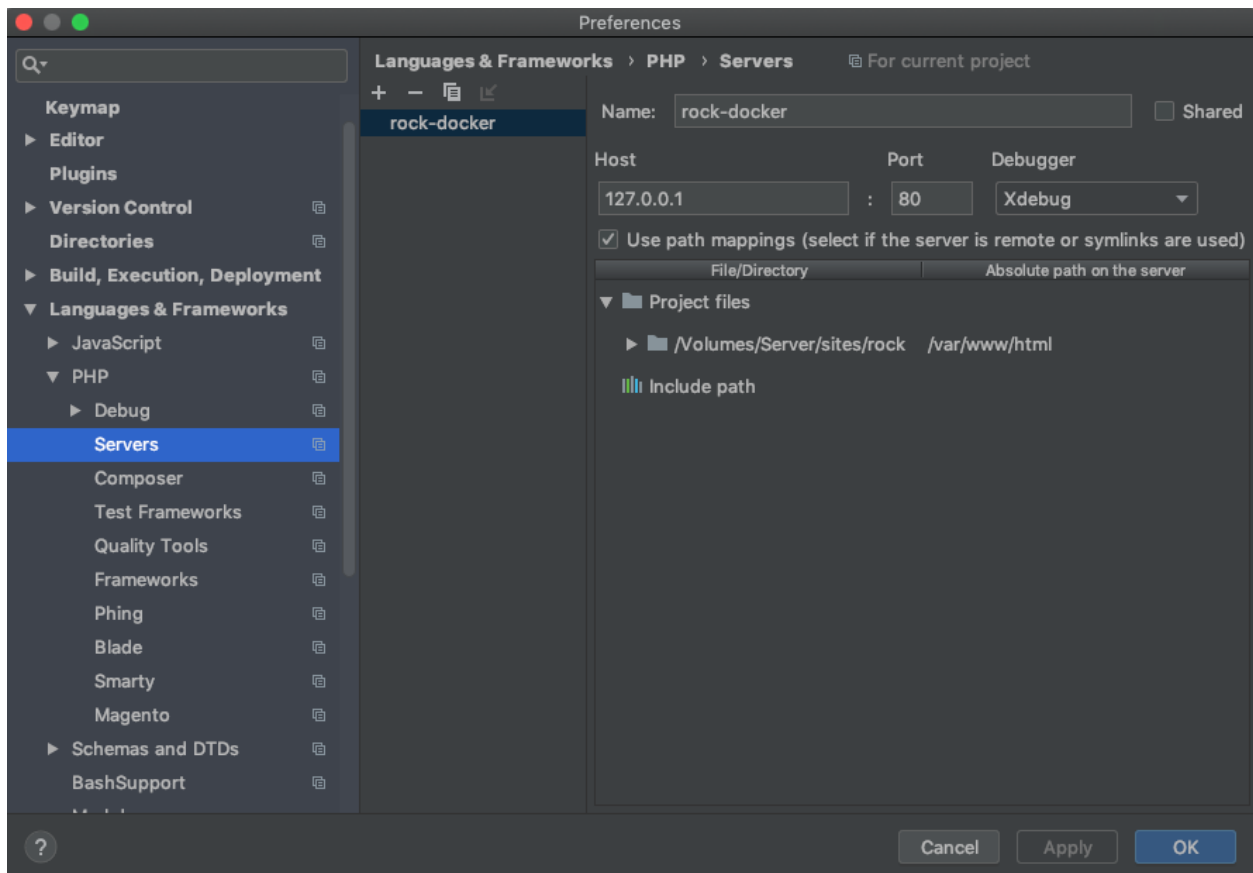 Preferences
Languages & Frameworks › PHP › Servers For current project
Keymap
Editor
Plugins
Version Control
Directories
Build, Execution, Deployment
Languages & Frameworks
JavaScript
PHP
Debug
Servers
Composer
Test Frameworks
Quality Tools
Frameworks
Phing
Blade
Smarty
Magento
Schemas and DTDs
BashSupport
rock-docker
Name: rock-docker Shared
Host Port Debugger
127.0.0.1 : 80 Xdebug
Use path mappings (select if the server is remote or symlinks are used)
File/Directory Absolute path on the server
Project files
/Volumes/Server/sites/rock /var/www/html
Include path
? Cancel Apply OK